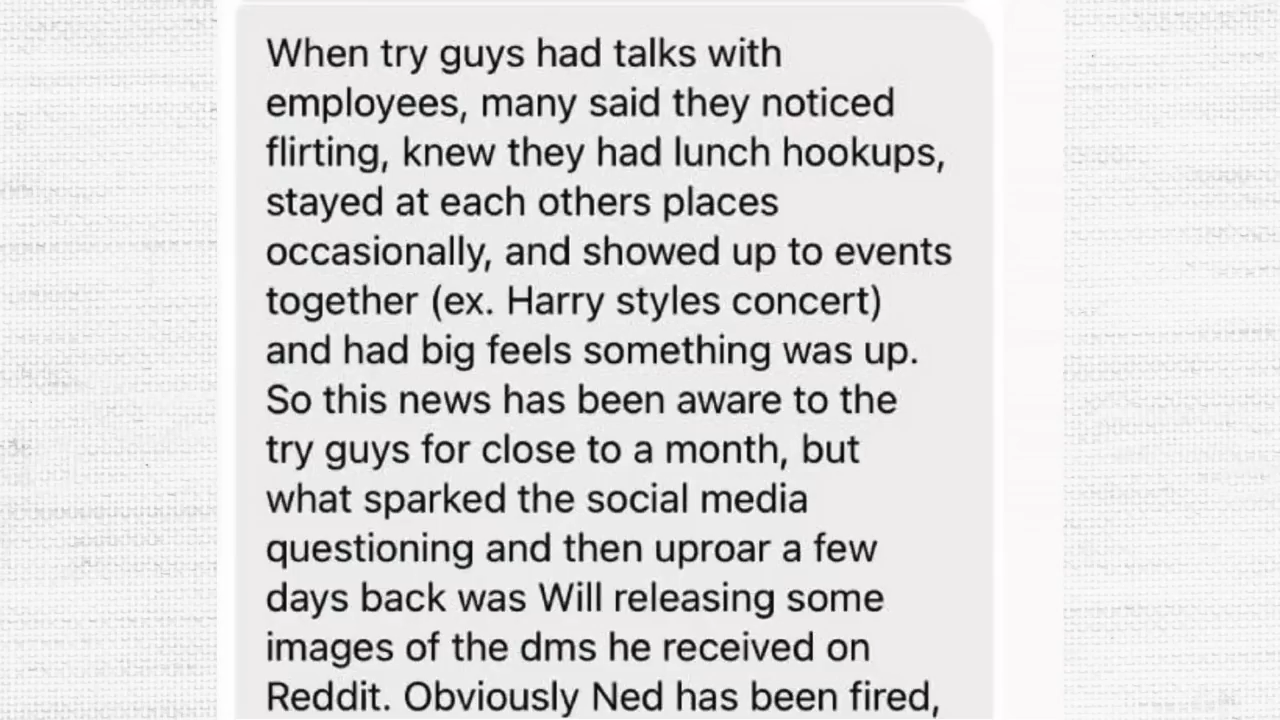 When try guys had talks with
employees, many said they noticed
flirting, knew they had lunch hookups,
stayed at each others places
occasionally, and showed up to events
together (ex. Harry styles concert)
and had big feels something was up.
So this news has been aware to the
try guys for close to a month, but
what sparked the social media
questioning and then uproar a few
days back was Will releasing some
images of the dms he received on
Reddit. Obviously Ned has been fired,